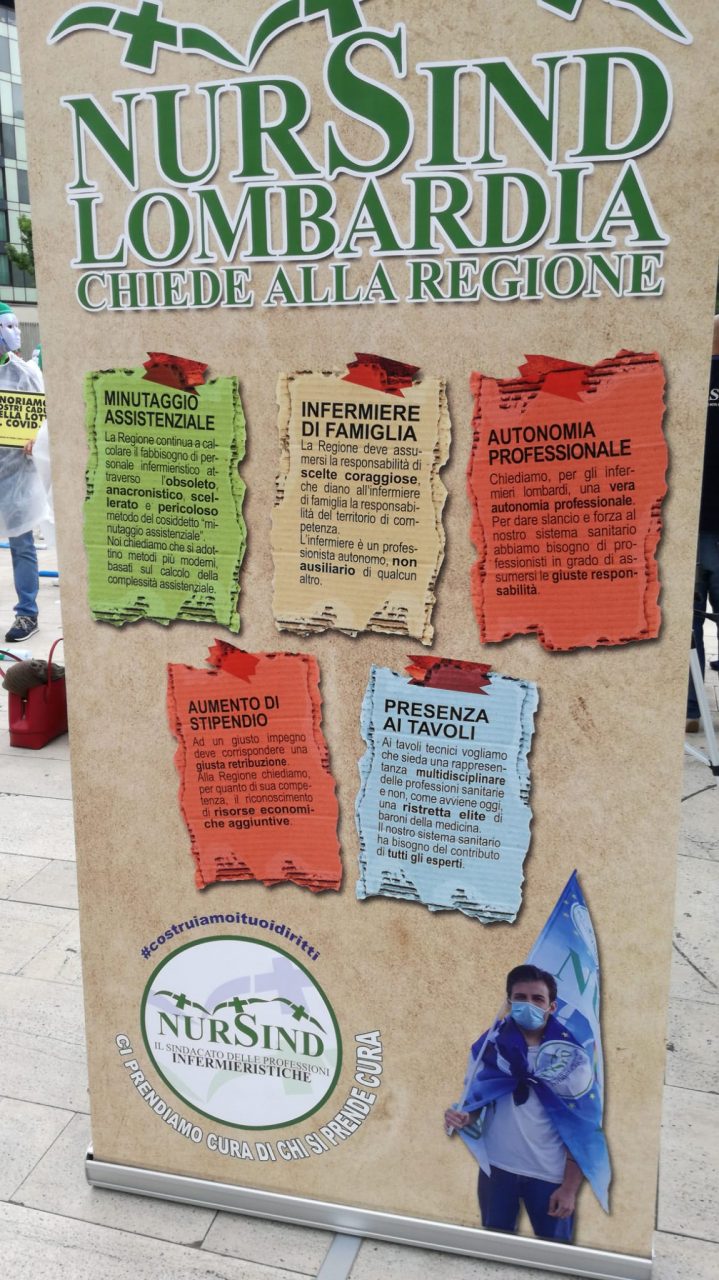 NURSIND
LOMBARDIA
CHIEDE ALLA REGIONE
MINUTAGGIO
ASSISTENZIALE
La Regione continua a cal-
colare il fabbisogno di per-
sonale infermieristico at-
traverso l'obsoleto,
anacronistico, scel-
lerato e pericoloso
metodo del cosiddetto "mi-
nutaggio assistenziale".
Noi chiediamo che si adot-
tino metodi più moderni,
basati sul calcolo della
complessità assistenziale.
INFERMIERE
DI FAMIGLIA
La Regione deve assu-
mersi la responsabilità di
scelte coraggiose,
che diano all'infermiere
di famiglia la responsabi-
lità del territorio di com-
petenza.
L'infermiere è un profes-
sionista autonomo, non
ausiliario di qualcun
altro.
AUTONOMIA
PROFESSIONALE
Chiediamo, per gli infer-
mieri lombardi, una vera
autonomia professionale.
Per dare slancio e forza al
nostro sistema sanitario
abbiamo bisogno di pro-
fessionisti in grado di as-
sumersi le giuste respon-
sabilità.
AUMENTO DI
STIPENDIO
Ad un giusto impegno
deve corrispondere una
giusta retribuzione.
Alla Regione chiediamo,
per quanto di sua compe-
tenza, il riconoscimento
di risorse economi-
che aggiuntive.
PRESENZA
AI TAVOLI
Ai tavoli tecnici vogliamo
che sieda una rappresen-
tanza multidisciplinare
delle professioni sanitarie
e non, come avviene oggi,
una ristretta elite di
baroni della medicina.
Il nostro sistema sanitario
ha bisogno del contributo
di tutti gli esperti.
#costruiamoituoidiritti
NURSIND
IL SINDACATO DELLE PROFESSIONI
INFERMIERISTICHE
CI PRENDIAMO CURA DI CHI SI PRENDE CURA